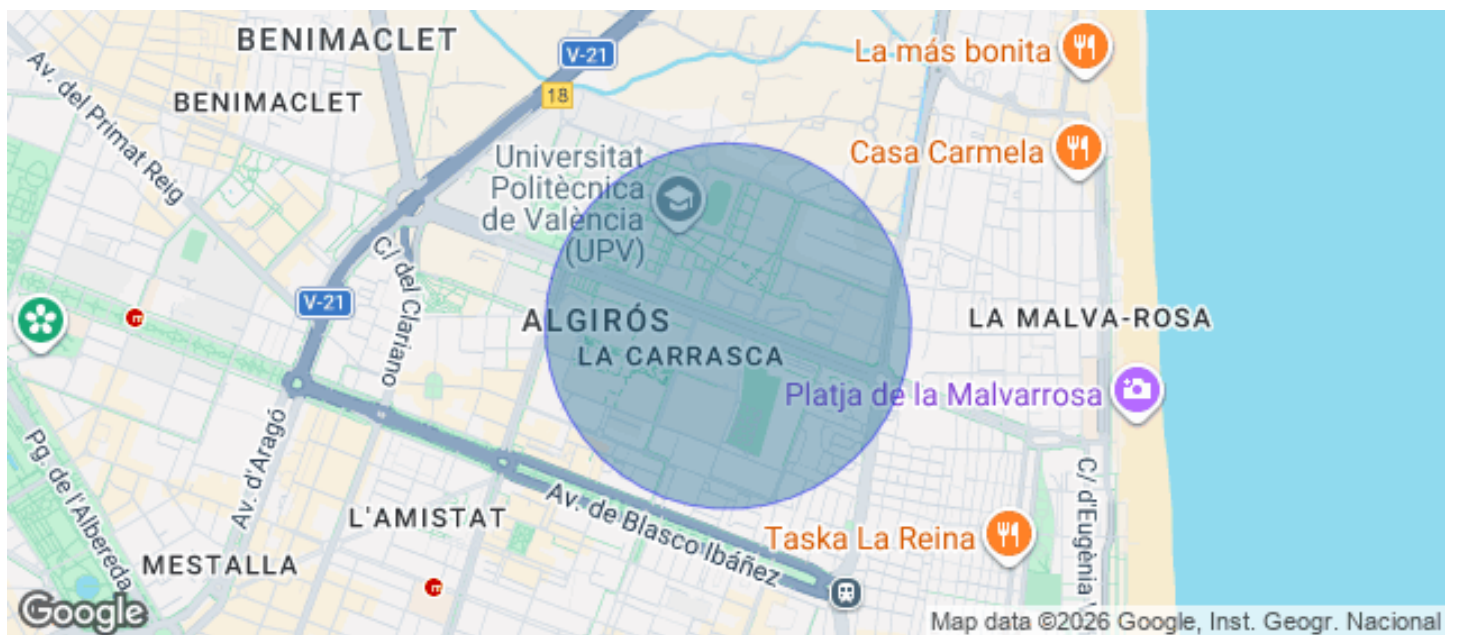 BENIMACLET
V-21
La más bonita
Av. del Primat Reig
BENIMACLET
18
Universitat
Politècnica
de València
(UPV)
Casa Carmela
C/ del Clariano
V-21
ALGIRÓS
LA CARRASCA
LA MALVA-ROSA
Platja de la Malvarrosa
Av. d'Aragó
Pg. de l'Albereda
L'AMISTAT
Av. de Blasco Ibáñez
C/ d'Eugènia V
Taska La Reina
MESTALLA
Google
Map data ©2026 Google, Inst. Geogr. Nacional